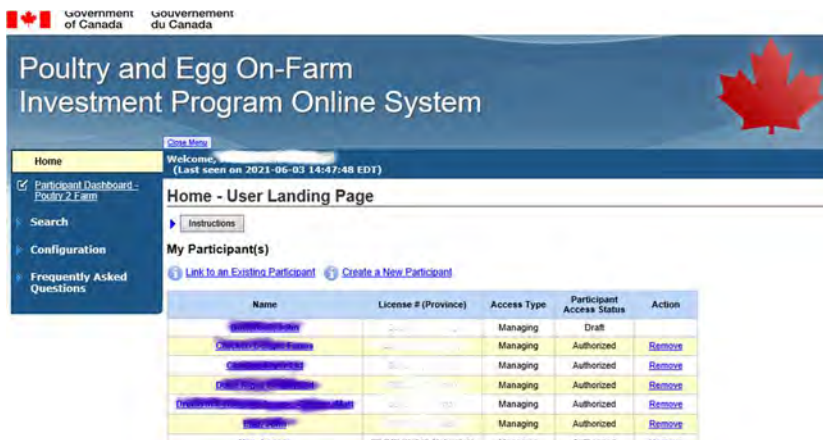 Government
of Canada
Gouvernement
du Canada
Poultry and Egg On-Farm
Investment Program Online System
Close Menu
Welcome,
(Last seen on 2021-06-03 14:47:48 EDT)
Home
Participant Dashboard -
Poultry 2 Farm
Search
Configuration
Frequently Asked
Questions
Home - User Landing Page
Instructions
My Participant(s)
Link to an Existing Participant Create a New Participant
Name License # (Province) Access Type Participant Access Status Action
Managing Draft
Managing Authorized Remove
Managing Authorized Remove
Managing Authorized Remove
Managing Authorized Remove
Managing Authorized Remove